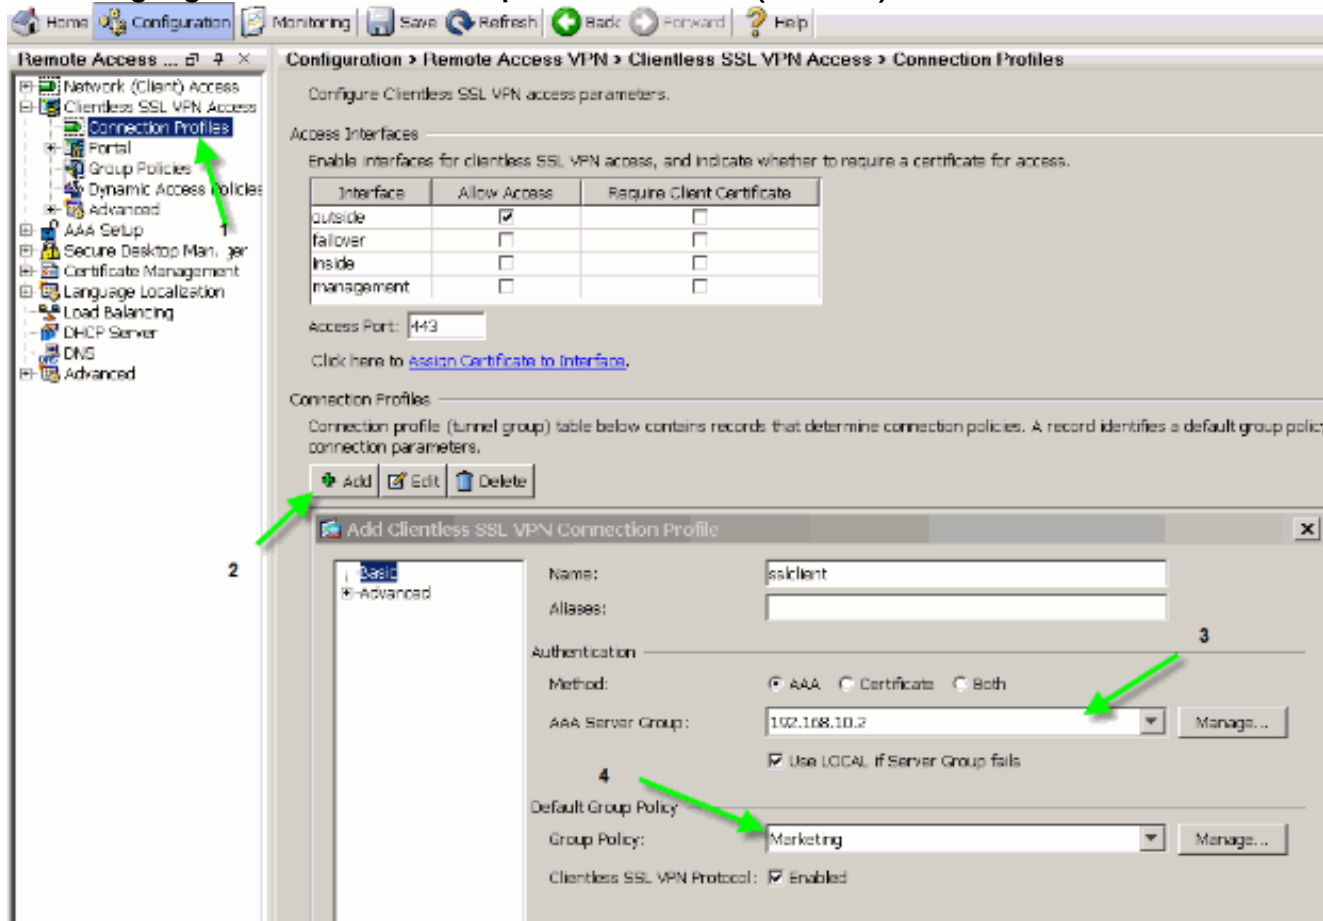 Home Configuration Monitoring Save Refresh Back Forward Help
Remote Access ...
Network (Client) Access
Clientless SSL VPN Access
Connection Profiles
Portal
Group Policies
Dynamic Access Policies
Advanced
AAA Setup
1
Secure Desktop Man. ger
Certificate Management
Language Localization
Load Balancing
DHCP Server
DNS
Advanced
Configuration > Remote Access VPN > Clientless SSL VPN Access > Connection Profiles
Configure Clientless SSL VPN access parameters.
Access Interfaces
Enable interfaces for clientless SSL VPN access, and indicate whether to require a certificate for access.
Interface Allow Access Require Client Certificate
outside
failover
inside
management
Access Port: 443
Click here to Assign Certificate to Interface.
Connection Profiles
Connection profile (tunnel group) table below contains records that determine connection policies. A record identifies a default group policy
connection parameters.
Add Edit Delete
2
Add Clientless SSL VPN Connection Profile
Basic
Advanced
Name: sslclient
Aliases:
3
Authentication
Method: AAA Certificate Both
AAA Server Group: 192.168.10.2 Manage...
Use LOCAL if Server Group fails
4
Default Group Policy
Group Policy: Marketing Manage...
Clientless SSL VPN Protocol: Enabled